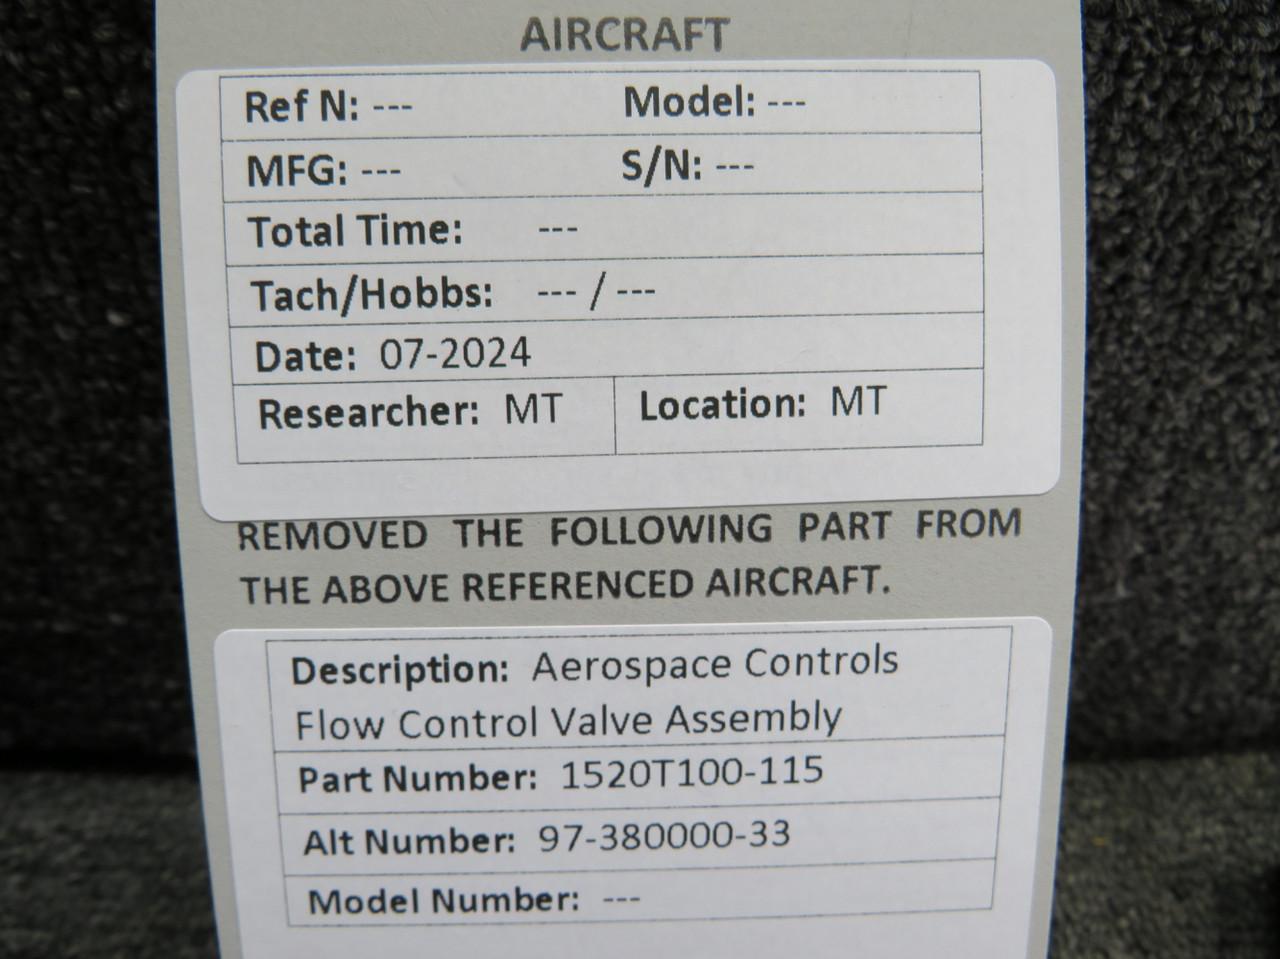 AIRCRAFT
Ref N: --- Model: ---
MFG: --- S/N: ---
Total Time: ---
Tach/Hobbs: --- / ---
Date: 07-2024
Researcher: MT Location: MT
REMOVED THE FOLLOWING PART FROM
THE ABOVE REFERENCED AIRCRAFT.
Description: Aerospace Controls
Flow Control Valve Assembly
Part Number: 1520T100-115
Alt Number: 97-380000-33
Model Number: ---